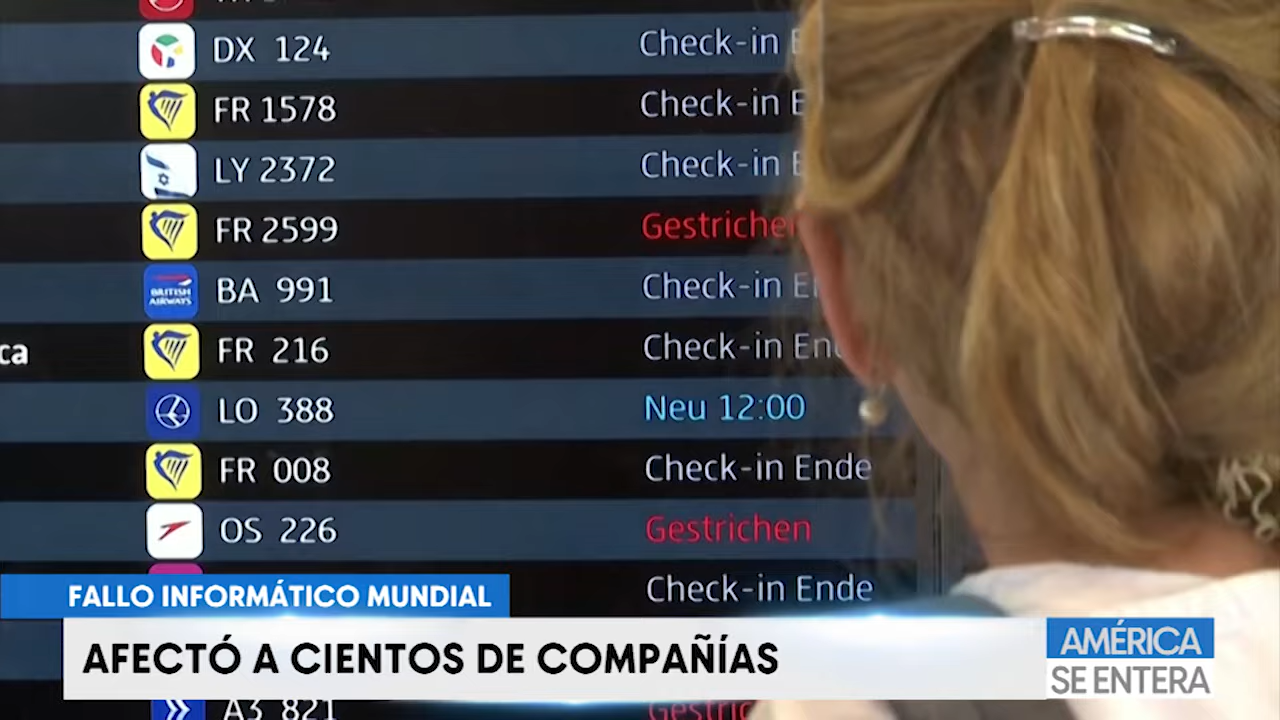 DX 124 Check-in
FR 1578 Check-in
LY 2372 Check-in
FR 2599 Gestrichen
BRITISH AIRWAYS BA 991 Check-in
ca FR 216 Check-in
LO 388 Neu 12:00
FR 008 Check-in Ende
OS 226 Gestrichen
Check-in Ende
FALLO INFORMÁTICO MUNDIAL
AFECTÓ A CIENTOS DE COMPAÑÍAS
AMÉRICA
SE ENTERA
A3 821